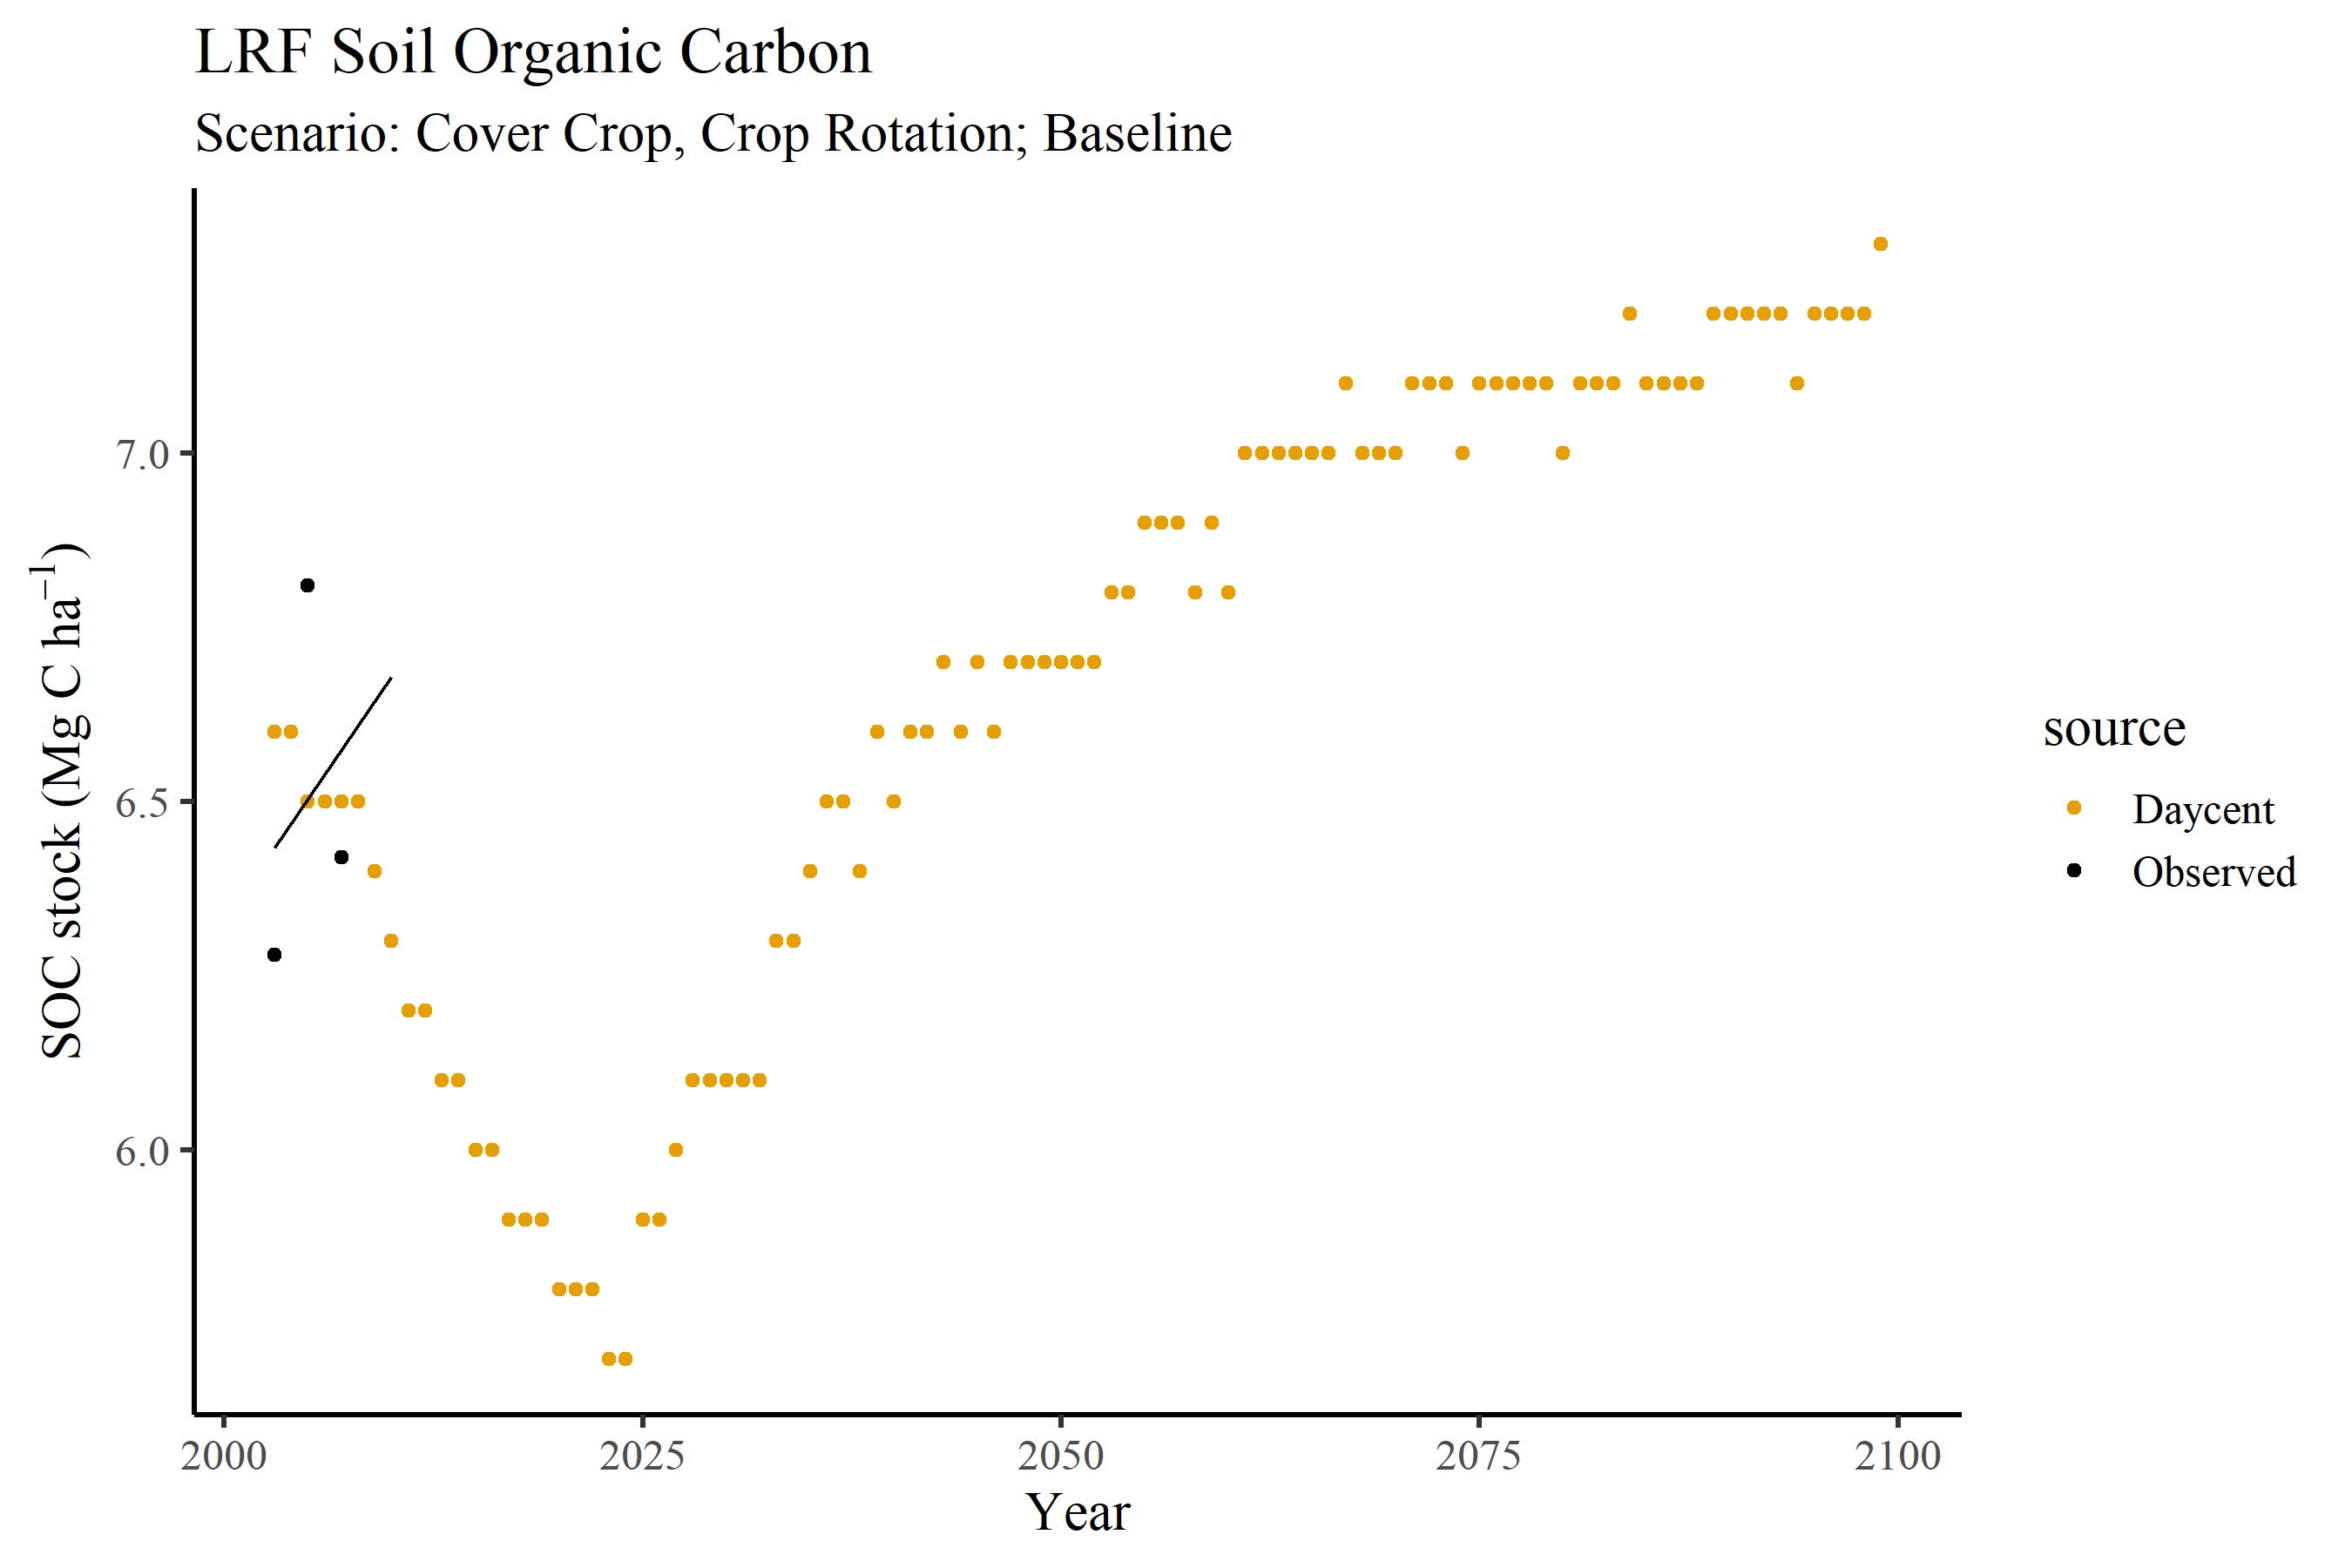 LRF Soil Organic Carbon
Scenario: Cover Crop, Crop Rotation; Baseline
SOC stock (Mg C ha⁻¹)
7.0
6.5
6.0
2000 2025 2050 2075 2100
Year
source
Daycent
Observed